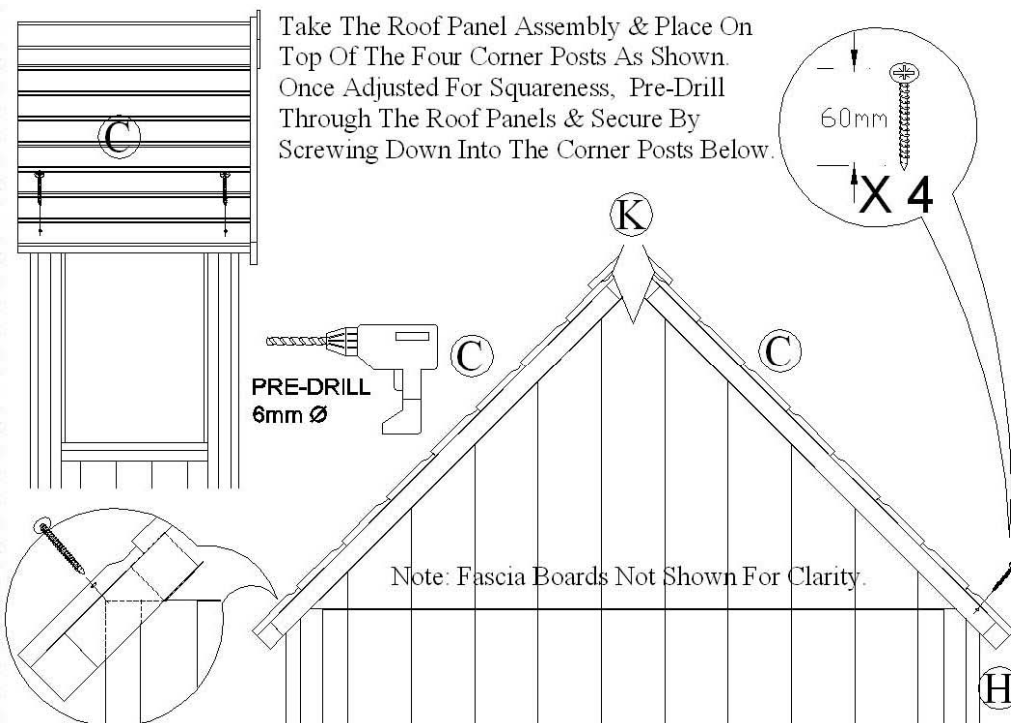 Take The Roof Panel Assembly & Place On
Top Of The Four Corner Posts As Shown.
Once Adjusted For Squareness, Pre-Drill
Through The Roof Panels & Secure By
Screwing Down Into The Corner Posts Below.
60mm
X 4
C
K
C
C
PRE-DRILL
6mm Ø
Note: Fascia Boards Not Shown For Clarity.
H